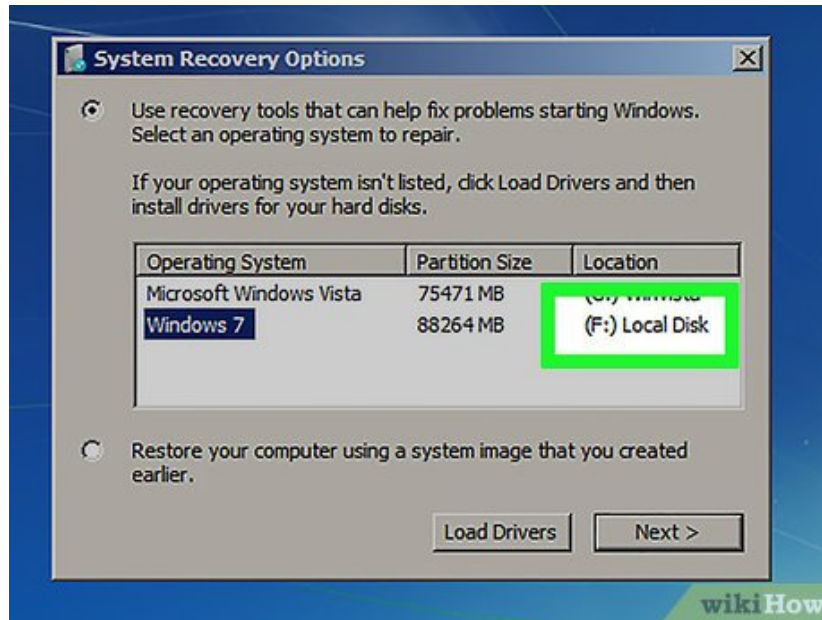 System Recovery Options
Use recovery tools that can help fix problems starting Windows.
Select an operating system to repair.
If your operating system isn't listed, click Load Drivers and then
install drivers for your hard disks.
Operating System Partition Size Location
Microsoft Windows Vista 75471 MB
Windows 7 88264 MB (F:) Local Disk
Restore your computer using a system image that you created
earlier.
Load Drivers Next >
wikiHow